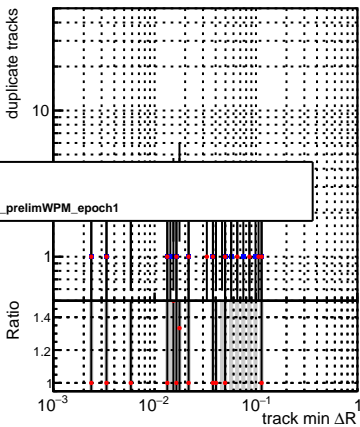 duplicate tracks
10
_prelimWPM_epoch1
1
Ratio
1.4
1.2
1
10⁻³ 10⁻² 10⁻¹ 1
track min ΔR